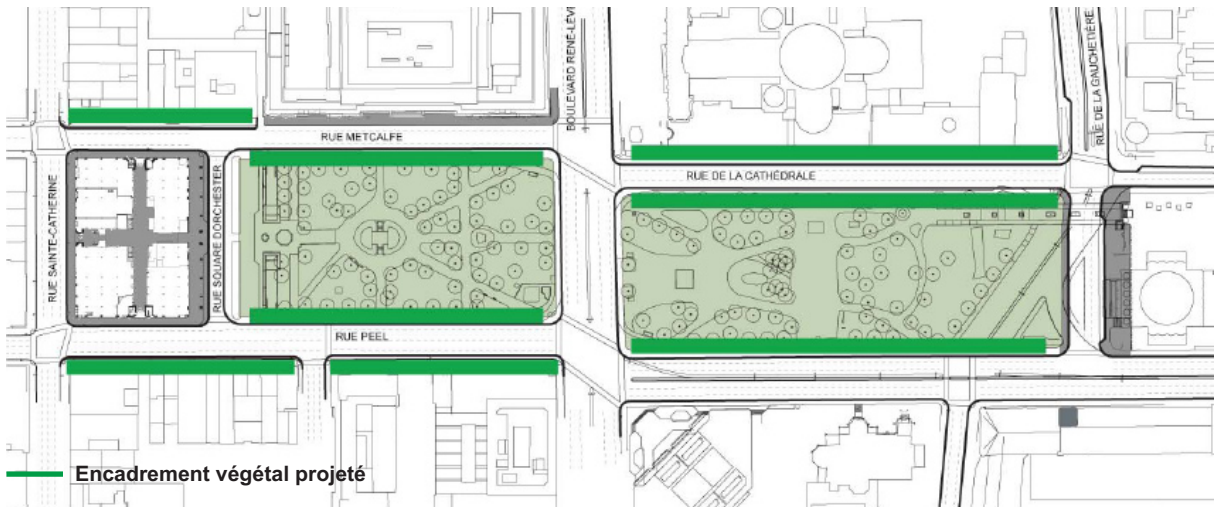 BOULEVARD RENÉ-LÉVE
RUE DE LA GAUCHETIÈRE
RUE METCALFE
RUE DE LA CATHÉDRALE
RUE SAINTE-CATHERINE
RUE SQUARE DORCHESTER
RUE PEEL
Encadrement végétal projeté